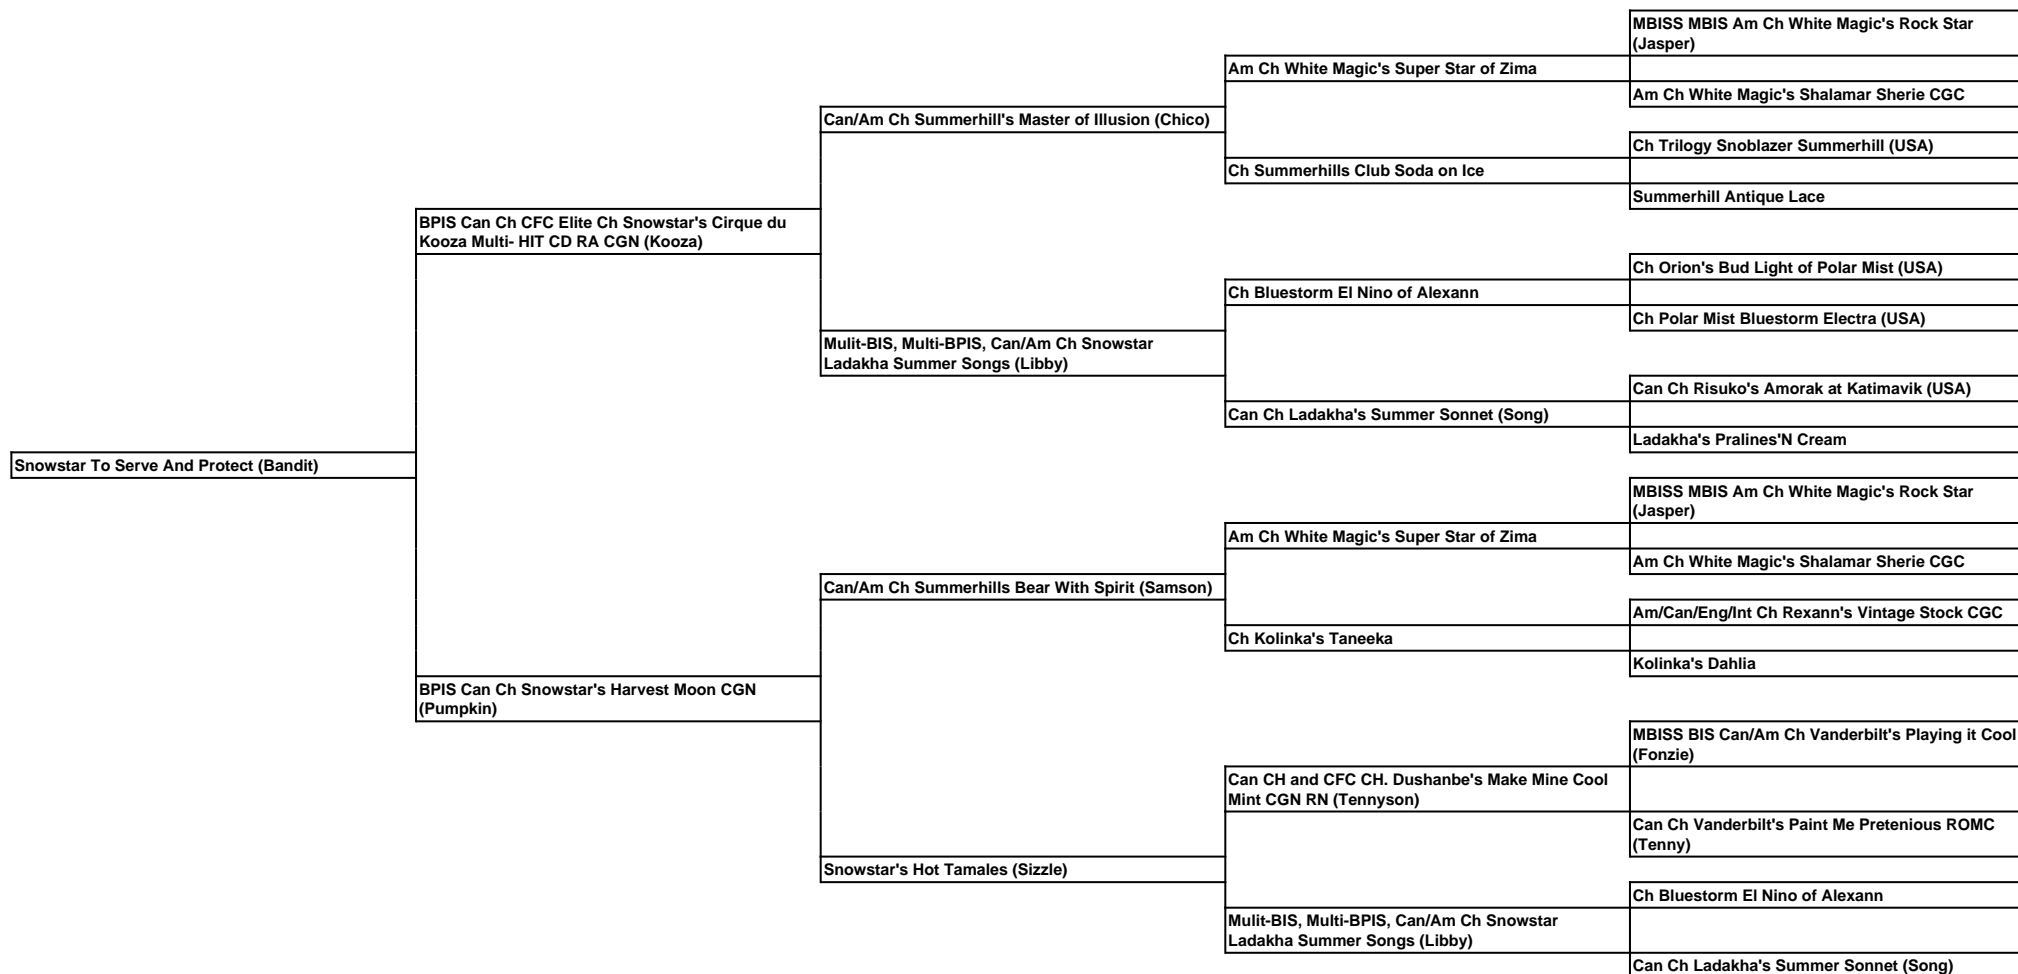 MBISS MBIS Am Ch White Magic's Rock Star
(Jasper)
Am Ch White Magic's Super Star of Zima
Am Ch White Magic's Shalamar Sherie CGC
Can/Am Ch Summerhill's Master of Illusion (Chico)
Ch Trilogy Snoblazer Summerhill (USA)
Ch Summerhills Club Soda on Ice
Summerhill Antique Lace
BPIS Can Ch CFC Elite Ch Snowstar's Cirque du
Kooza Multi- HIT CD RA CGN (Kooza)
Ch Orion's Bud Light of Polar Mist (USA)
Ch Bluestorm El Nino of Alexann
Ch Polar Mist Bluestorm Electra (USA)
Mulit-BIS, Multi-BPIS, Can/Am Ch Snowstar
Ladakha Summer Songs (Libby)
Can Ch Risuko's Amorak at Katimavik (USA)
Can Ch Ladakha's Summer Sonnet (Song)
Ladakha's Pralines'N Cream
Snowstar To Serve And Protect (Bandit)
MBISS MBIS Am Ch White Magic's Rock Star
(Jasper)
Am Ch White Magic's Super Star of Zima
Am Ch White Magic's Shalamar Sherie CGC
Can/Am Ch Summerhills Bear With Spirit (Samson)
Am/Can/Eng/Int Ch Rexann's Vintage Stock CGC
Ch Kolinka's Taneeka
Kolinka's Dahlia
BPIS Can Ch Snowstar's Harvest Moon CGN
(Pumpkin)
MBISS BIS Can/Am Ch Vanderbilt's Playing it Cool
(Fonzie)
Can CH and CFC CH. Dushanbe's Make Mine Cool
Mint CGN RN (Tennyson)
Can Ch Vanderbilt's Paint Me Pretenious ROMC
(Tenny)
Snowstar's Hot Tamales (Sizzle)
Ch Bluestorm El Nino of Alexann
Mulit-BIS, Multi-BPIS, Can/Am Ch Snowstar
Ladakha Summer Songs (Libby)
Can Ch Ladakha's Summer Sonnet (Song)